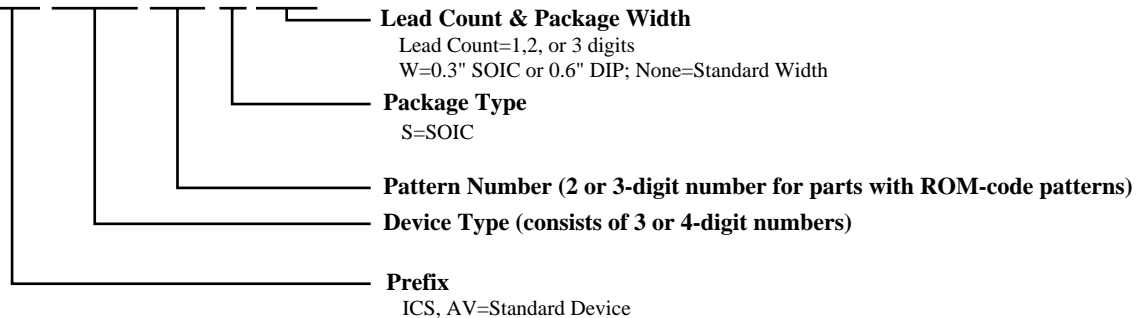 Lead Count & Package Width
Lead Count=1,2, or 3 digits
W=0.3" SOIC or 0.6" DIP; None=Standard Width
Package Type
S=SOIC
Pattern Number (2 or 3-digit number for parts with ROM-code patterns)
Device Type (consists of 3 or 4-digit numbers)
Prefix
ICS, AV=Standard Device